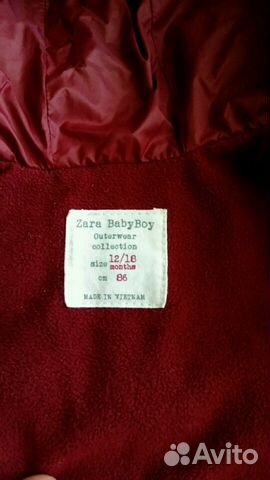 Zara BabyBoy
Outerwear
collection
size 12/18 months
cm 86
MADE IN VIETNAM
Avito